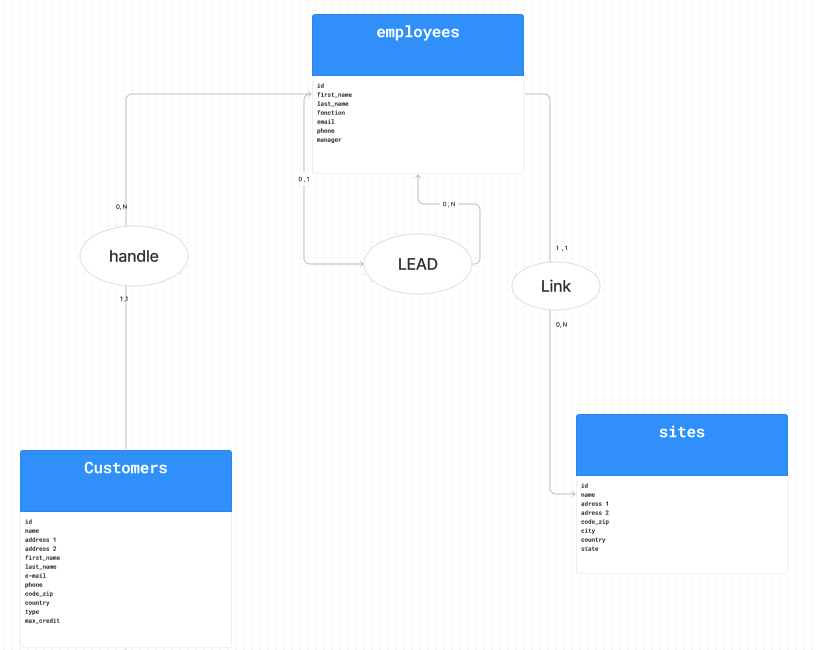 employees
id
first_name
last_name
fonction
email
phone
manager
0,1
0,N
0,N
handle
LEAD
1,1
Link
1,1
0,N
sites
id
name
adress 1
adress 2
code_zip
city
country
state
Customers
id
name
address 1
address 2
first_name
last_name
e-mail
phone
code_zip
country
type
max_credit